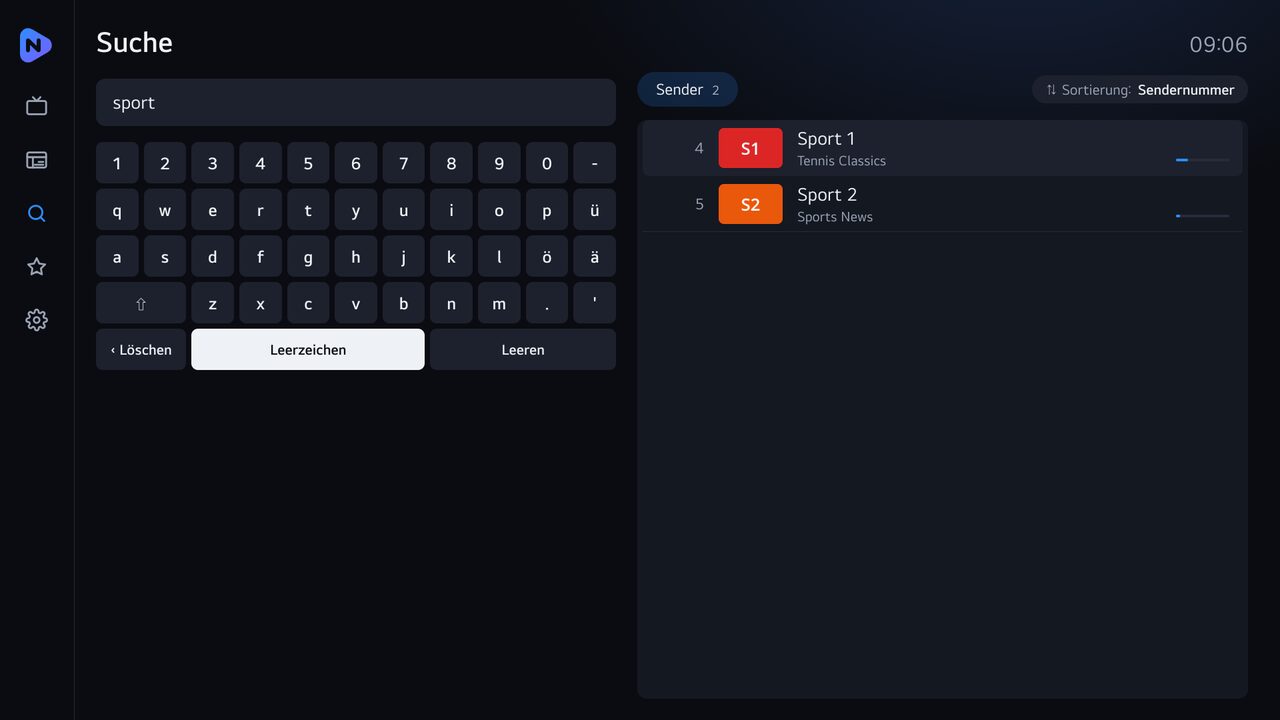 N
Suche
09:06
sport
Sender 2
Sortierung: Sendernummer
1 2 3 4 5 6 7 8 9 0 -
q w e r t y u i o p ü
a s d f g h j k l ö ä
⇧ z x c v b n m . '
‹ Löschen Leerzeichen Leeren
4 S1 Sport 1
Tennis Classics
5 S2 Sport 2
Sports News